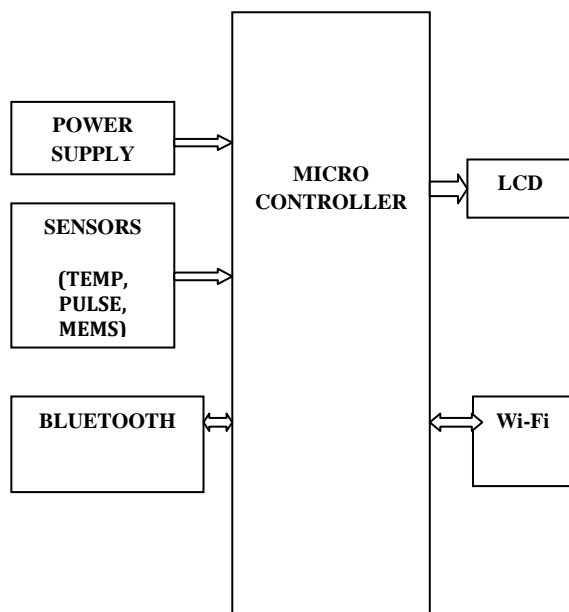 POWER
SUPPLY
SENSORS
(TEMP,
PULSE,
MEMS)
BLUETOOTH
MICRO
CONTROLLER
LCD
Wi-Fi